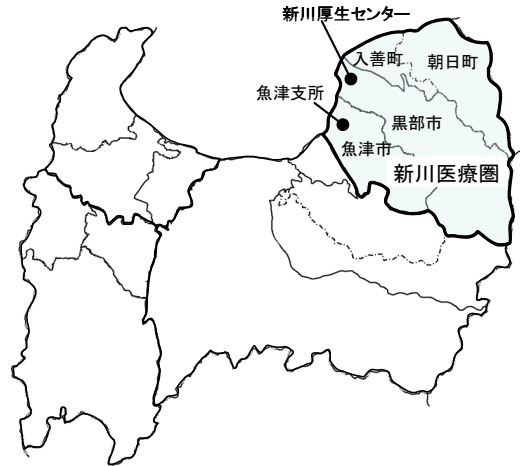 新川厚生センター
入善町
朝日町
魚津支所
黒部市
魚津市
新川医療圏